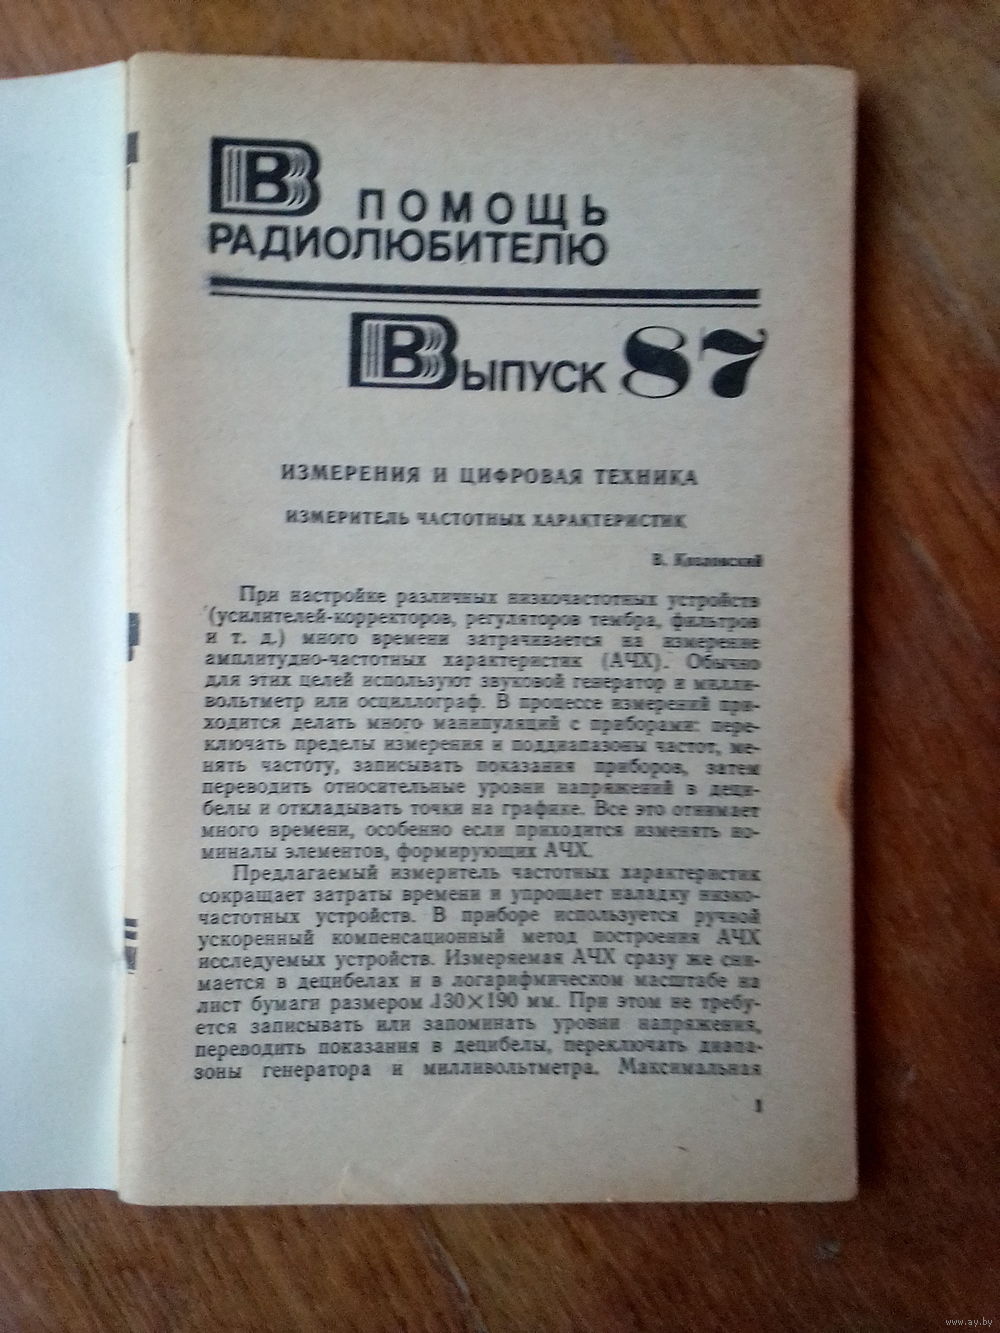 В ПОМОЩЬ
РАДИОЛЮБИТЕЛЮ
Выпуск 87
ИЗМЕРЕНИЯ И ЦИФРОВАЯ ТЕХНИКА
ИЗМЕРИТЕЛЬ ЧАСТОТНЫХ ХАРАКТЕРИСТИК
В.
При настройке различных низкочастотных устройств
(усилителей-корректоров, регуляторов тембра, фильтров
и т. д.) много времени затрачивается на измерение
амплитудно-частотных характеристик (АЧХ). Обычно
для этих целей используют звуковой генератор и милли-
вольтметр или осциллограф. В процессе измерений при-
ходится делать много манипуляций с приборами: пере-
ключать пределы измерения и поддиапазоны частот, ме-
нять частоту, записывать показания приборов, затем
переводить относительные уровни напряжений в деци-
белы и откладывать точки на графике. Все это отнимает
много времени, особенно если приходится изменять но-
миналы элементов, формирующих АЧХ.
Предлагаемый измеритель частотных характеристик
сокращает затраты времени и упрощает наладку низко-
частотных устройств. В приборе используется ручной
ускоренный компенсационный метод построения АЧХ
исследуемых устройств. Измеряемая АЧХ сразу же сни-
мается в децибелах и в логарифмическом масштабе на
лист бумаги размером 130×190 мм. При этом не требу-
ется записывать или запоминать уровни напряжения,
переводить показания в децибелы, переключать диапа-
зоны генератора и милливольтметра. Максимальная
1
www.ay.by